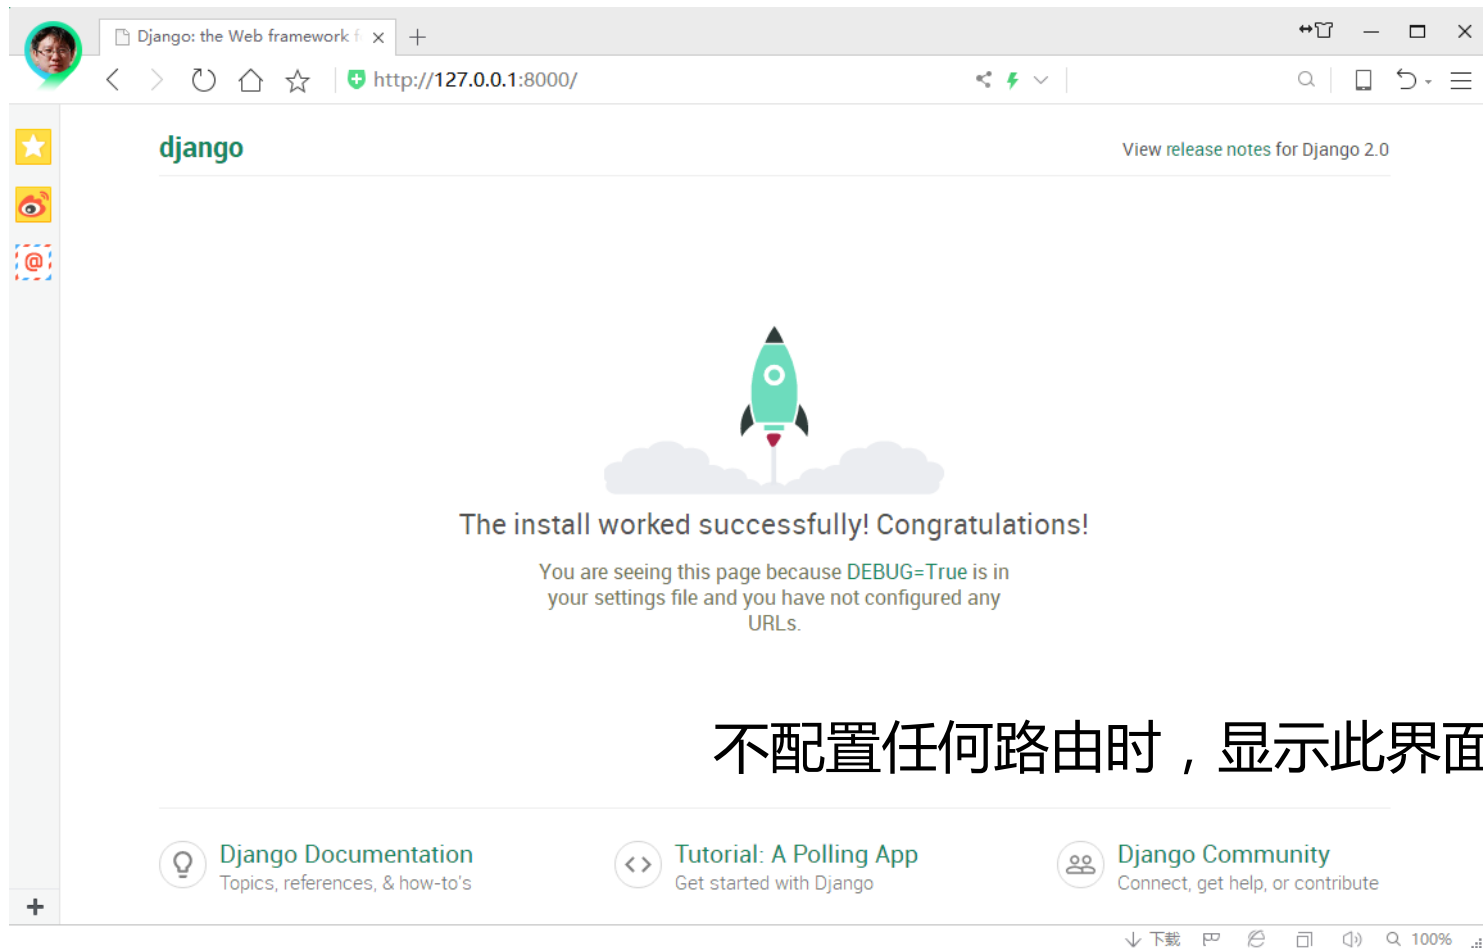 Django: the Web framework f
http://127.0.0.1:8000/
django
View release notes for Django 2.0
The install worked successfully! Congratulations!
You are seeing this page because DEBUG=True is in
your settings file and you have not configured any
URLs.
不配置任何路由时，显示此界面
Django Documentation
Topics, references, & how-to's
Tutorial: A Polling App
Get started with Django
Django Community
Connect, get help, or contribute
下载
100%